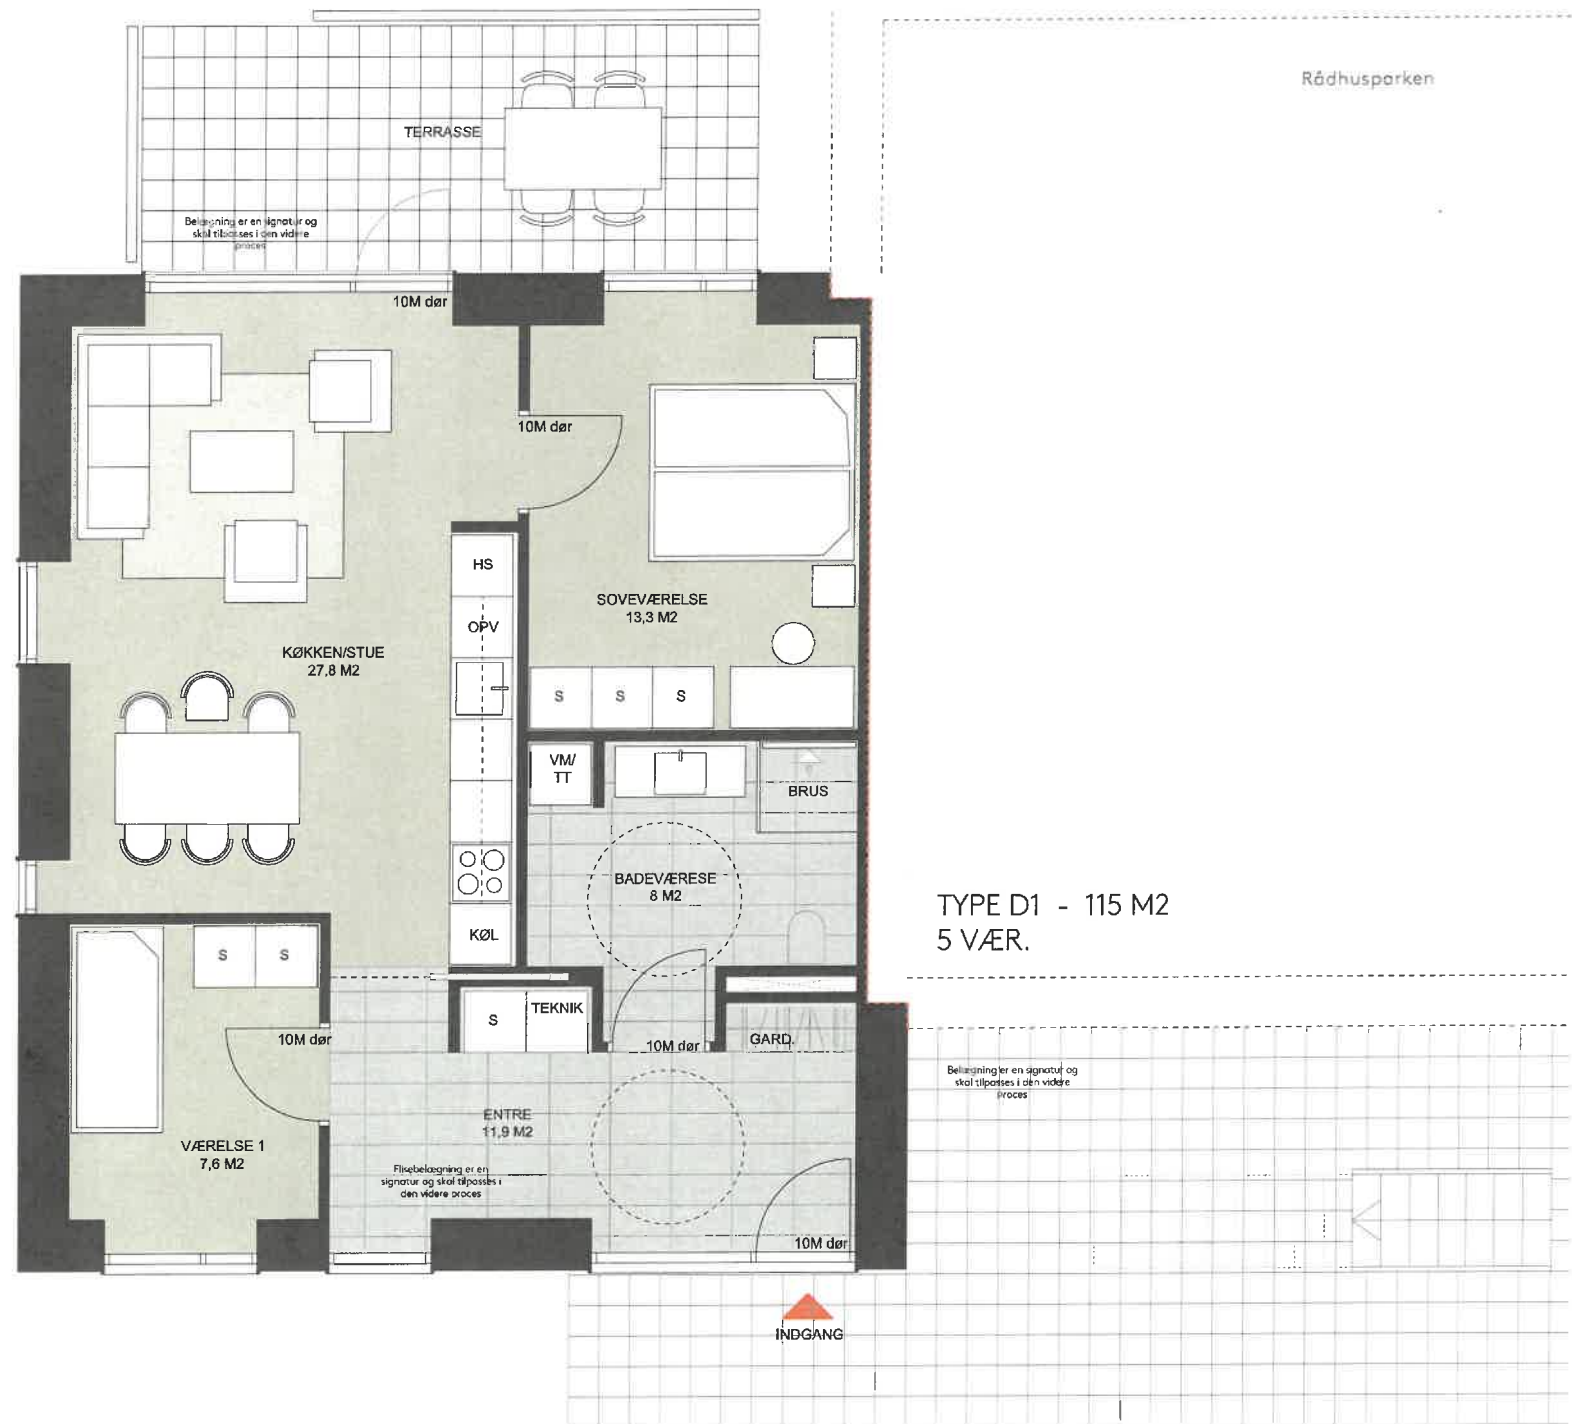 Rådhusparken
TERRASSE
Belægning er en signatur og
skal tilpasses i den videre
proces
10M dør
10M dør
HS
OPV
SOVEVÆRELSE
13,3 M2
KØKKEN/STUE
27,8 M2
S
S
S
VM/
TT
BRUS
BADEVÆRESE
8 M2
TYPE D1 - 115 M2
5 VÆR.
KØL
S
S
S
TEKNIK
10M dør
10M dør
GARD.
Belægning er en signatur og
skal tilpasses i den videre
proces
ENTRE
11,9 M2
VÆRELSE 1
7,6 M2
Flisebelægning er en
signatur og skal tilpasses i
den videre proces
10M dør
INDGANG